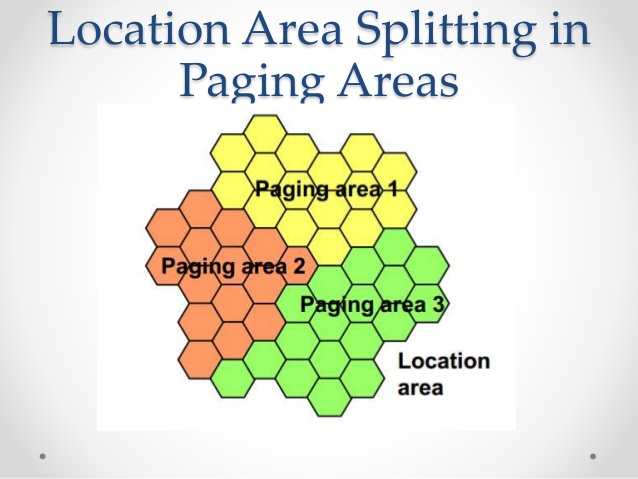 Location Area Splitting in
Paging Areas
Paging area 1
Paging area 2
Paging area 3
Location
area